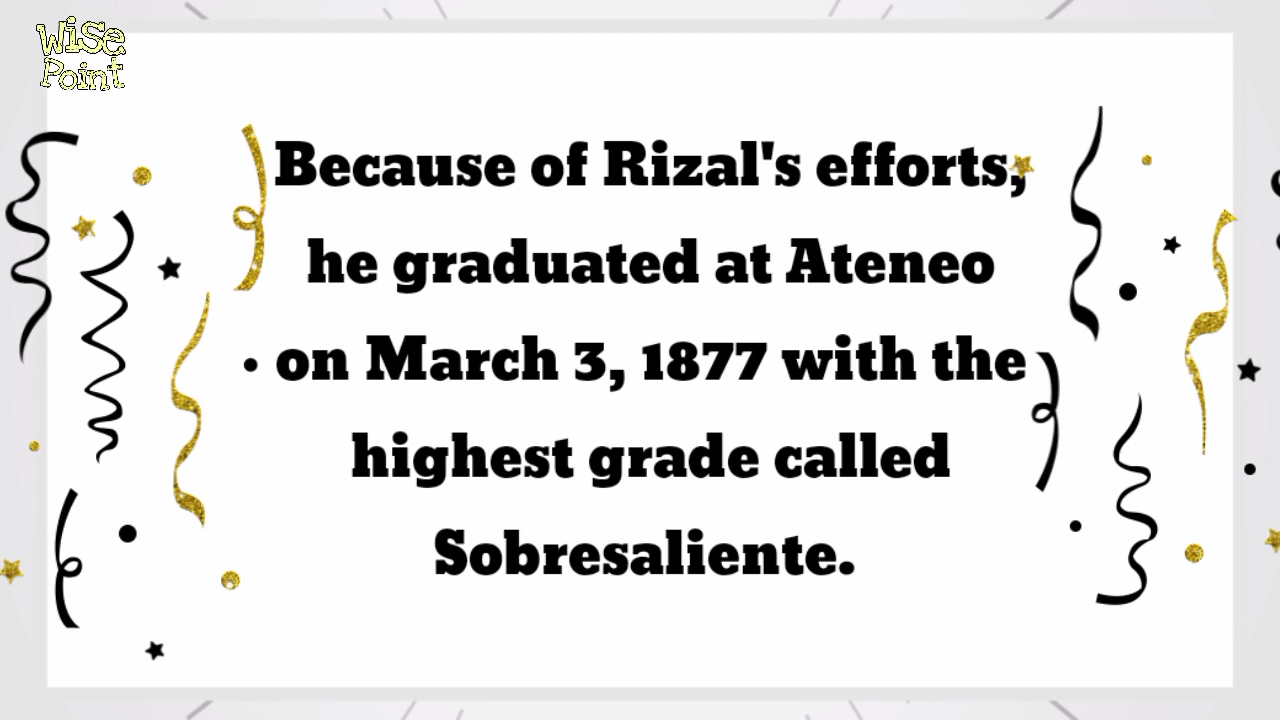 WiSe
Point
Because of Rizal's efforts,
he graduated at Ateneo
on March 3, 1877 with the
highest grade called
Sobresaliente.